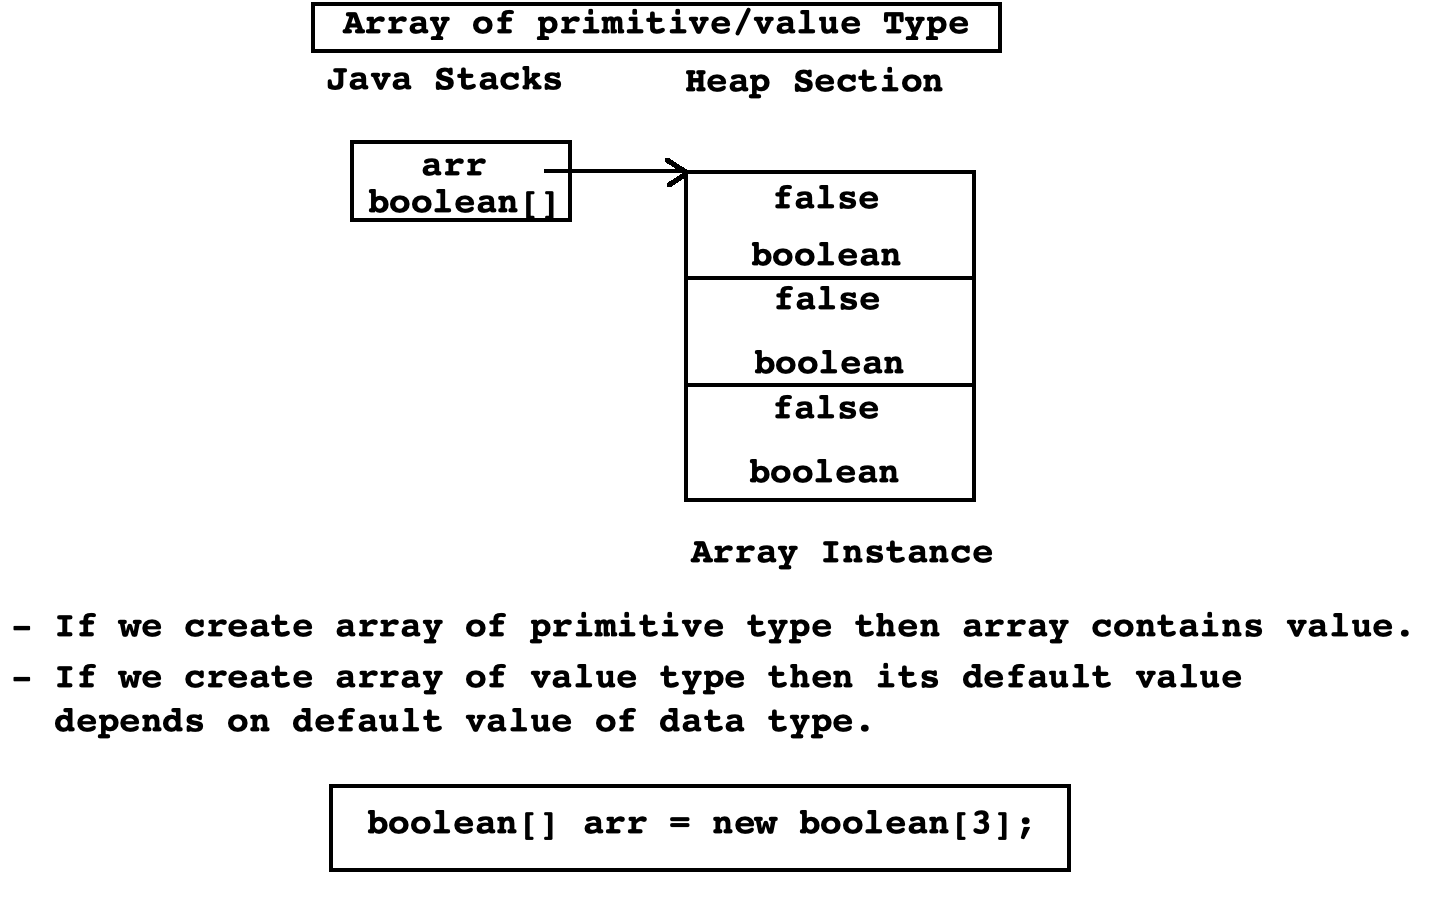 Array of primitive/value Type
Java Stacks
Heap Section
arr
boolean[]
false
boolean
false
boolean
false
boolean
Array Instance
- If we create array of primitive type then array contains value.
- If we create array of value type then its default value
depends on default value of data type.
boolean[] arr = new boolean[3];